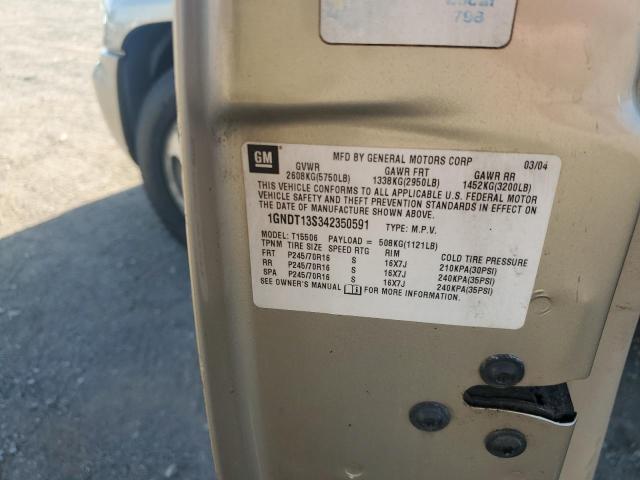 798
GM
MFD BY GENERAL MOTORS CORP 03/04
GVWR GAWR FRT GAWR RR
2608KG(5750LB) 1338KG(2950LB) 1452KG(3200LB)
THIS VEHICLE CONFORMS TO ALL APPLICABLE U.S. FEDERAL MOTOR
VEHICLE SAFETY AND THEFT PREVENTION STANDARDS IN EFFECT ON
THE DATE OF MANUFACTURE SHOWN ABOVE.
1GNDT13S342350591 TYPE: M.P.V.
MODEL: T15506 PAYLOAD = 508KG(1121LB)
TPNM TIRE SIZE SPEED RTG RIM COLD TIRE PRESSURE
FRT P245/70R16 S 16X7J 210KPA(30PSI)
RR P245/70R16 S 16X7J 240KPA(35PSI)
SPA P245/70R16 S 16X7J 240KPA(35PSI)
SEE OWNER'S MANUAL FOR MORE INFORMATION.